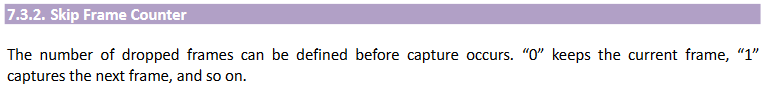 7.3.2. Skip Frame Counter
The number of dropped frames can be defined before capture occurs. “0” keeps the current frame, “1”
captures the next frame, and so on.